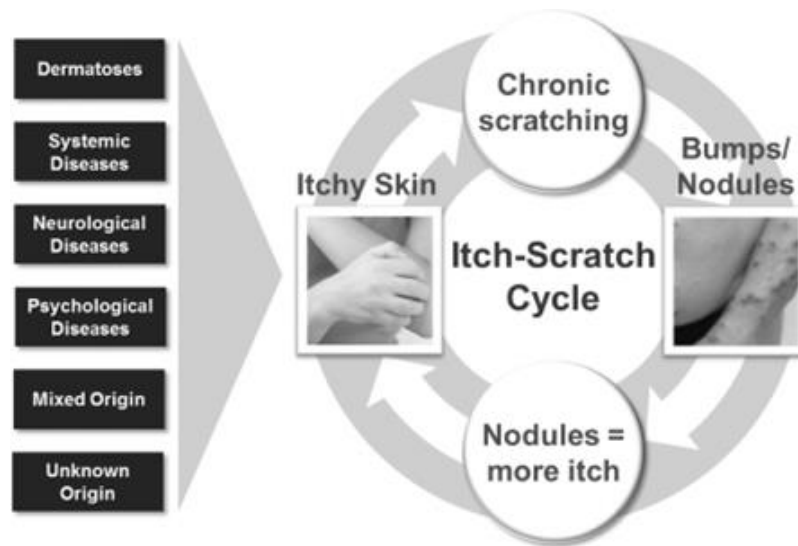 Dermatoses
Systemic
Diseases
Neurological
Diseases
Psychological
Diseases
Mixed Origin
Unknown
Origin
Itchy Skin
Chronic
scratching
Bumps/
Nodules
Itch-Scratch
Cycle
Nodules =
more itch